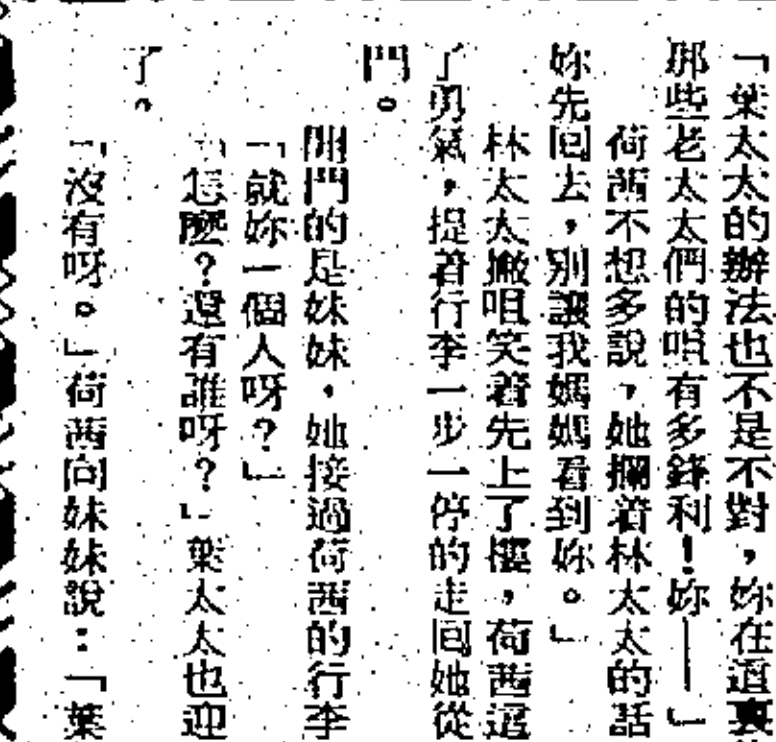 「葉太太的辦法也不是不對，妳在這裏
那些老太太們的咀有多鋒利！妳——」
荷茜不想多說，她攔着林太太的話
妳先回去，別讓我媽媽看到妳。」
林太太撇咀笑着先上了樓，荷茜這
了勇氣，提着行李一步一停的走回她從
門。
開門的是妹妹，她接過荷茜的行李
「就妳一個人呀？」
「怎麼？還有誰呀？」葉太太也迎
了。
「沒有呀。」荷茜向妹妹說：「葉